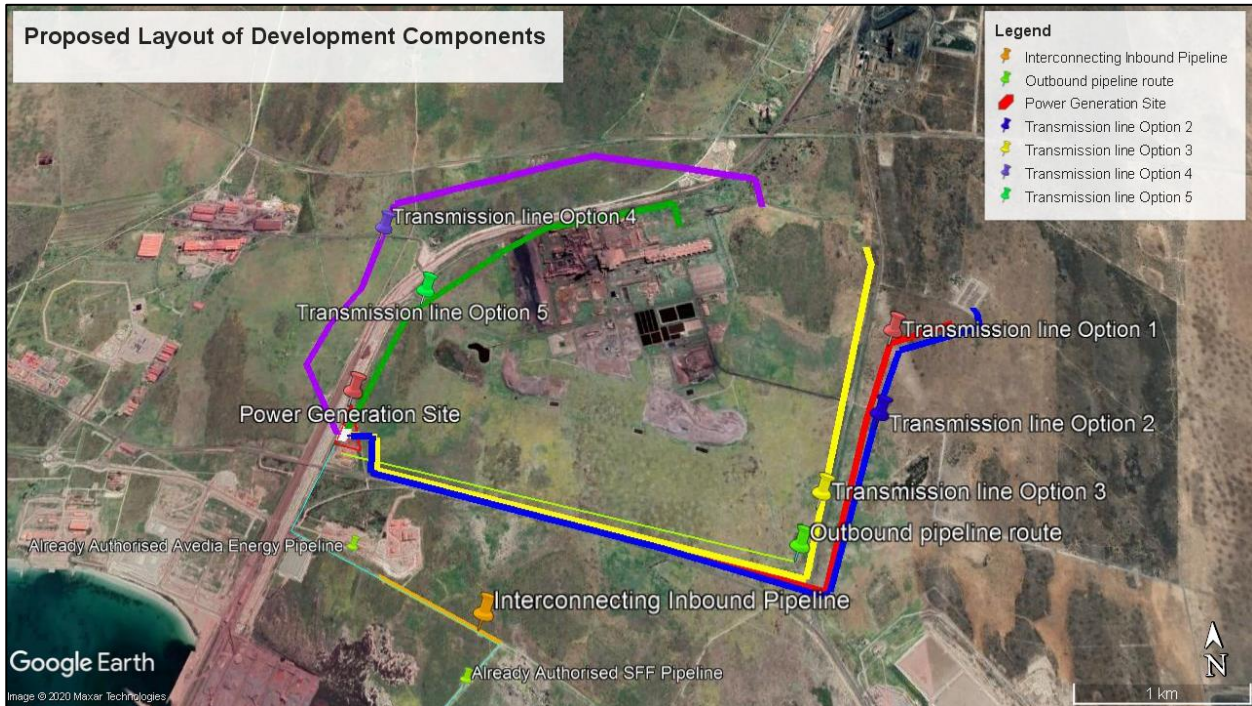 Proposed Layout of Development Components
Legend
Interconnecting Inbound Pipeline
Outbound pipeline route
Power Generation Site
Transmission line Option 2
Transmission line Option 3
Transmission line Option 4
Transmission line Option 5
Transmission line Option 4
Transmission line Option 5
Transmission line Option 1
Power Generation Site
Transmission line Option 2
Transmission line Option 3
Outbound pipeline route
Already Authorised Avedia Energy Pipeline
Interconnecting Inbound Pipeline
Already Authorised SFF Pipeline
Google Earth
Image © 2020 Maxar Technologies
N
1 km